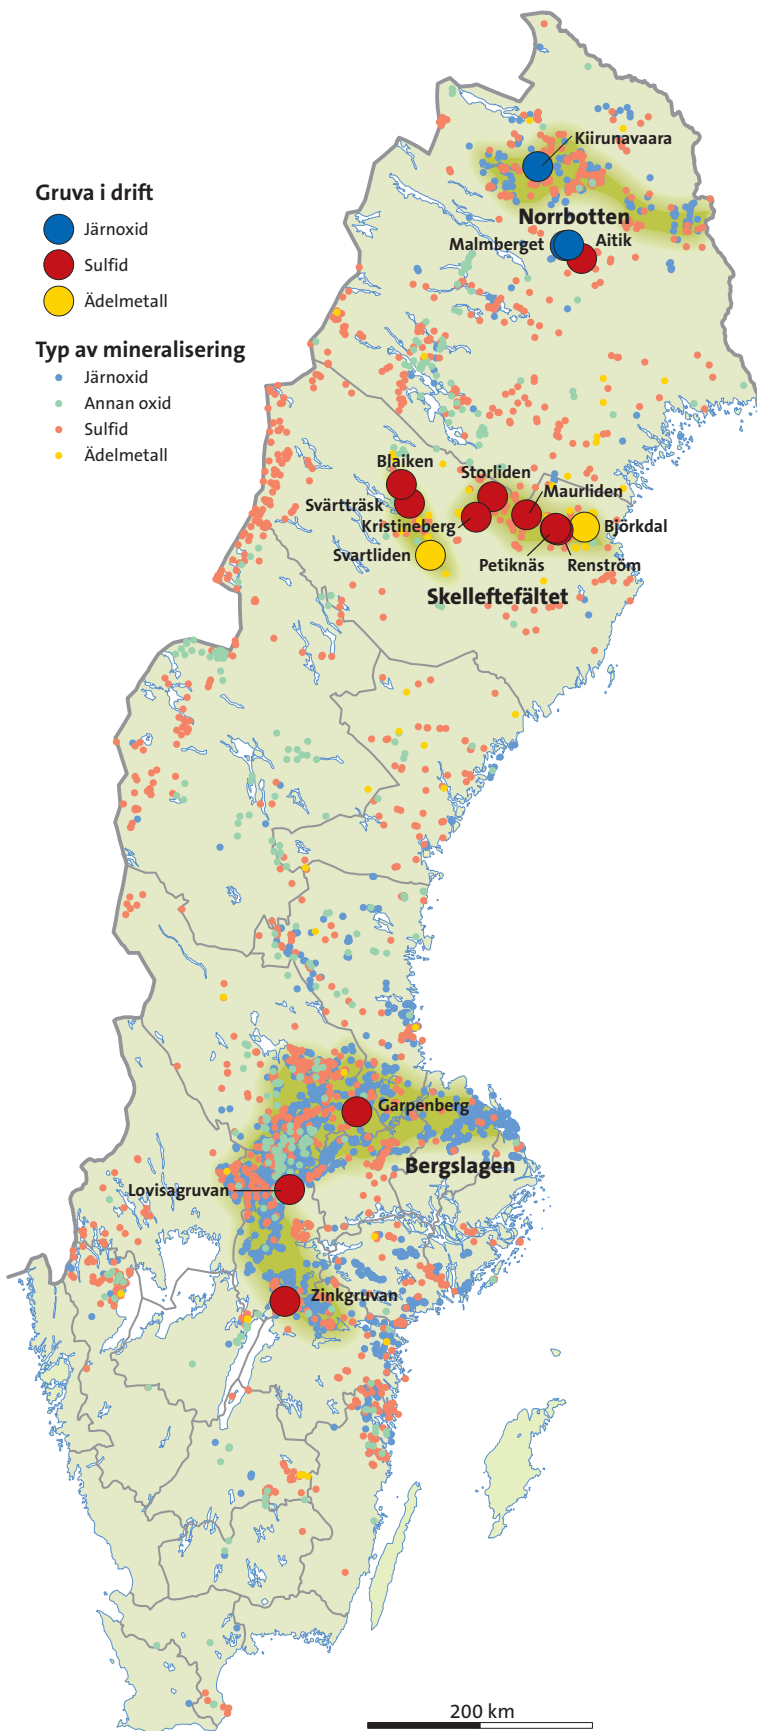 Gruva i drift
Järnoxid
Sulfid
Ädelmetall
Typ av mineralisering
Järnoxid
Annan oxid
Sulfid
Ädelmetall
Kiirunavaara
Norrbotten
Malmberget
Aitik
Blaiken
Storliden
Svärtträsk
Maurliden
Kristineberg
Björkdal
Svartliden
Petiknäs
Renström
Skelleftefältet
Garpenberg
Bergslagen
Lovisagruvan
Zinkgruvan
200 km